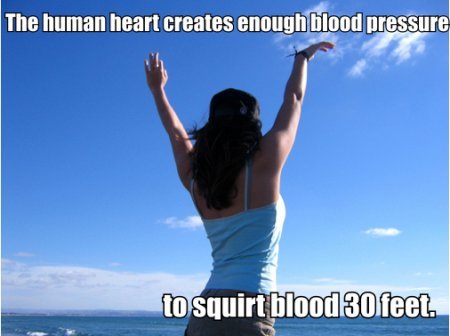 The human heart creates enough blood pressure
to squirt blood 30 feet.